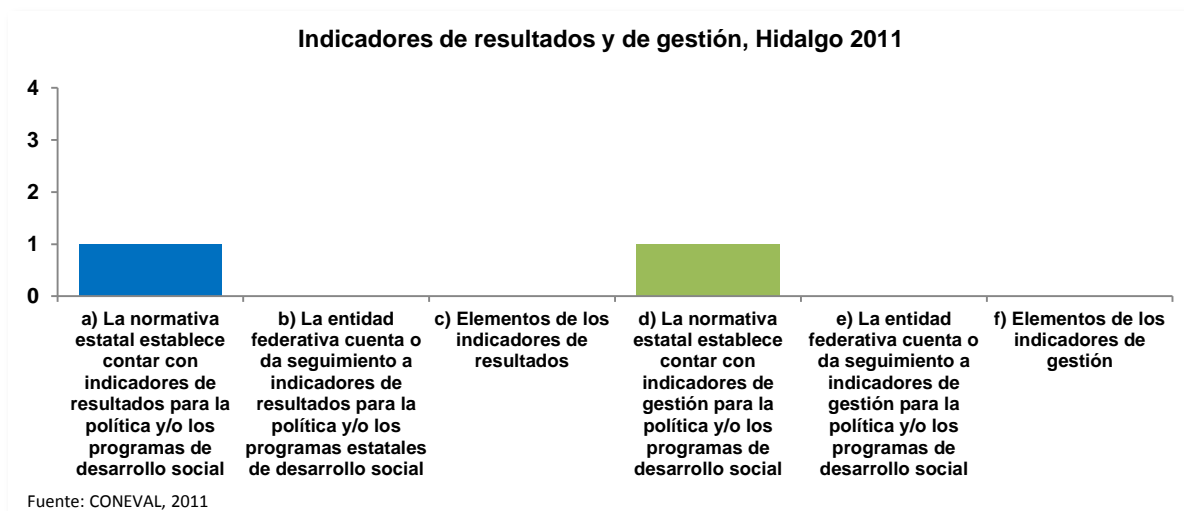 Indicadores de resultados y de gestión, Hidalgo 2011
4
3
2
1
0
a) La normativa
estatal establece
contar con
indicadores de
resultados para la
política y/o los
programas de
desarrollo social
b) La entidad
federativa cuenta o
da seguimiento a
indicadores de
resultados para la
política y/o los
programas estatales
de desarrollo social
c) Elementos de los
indicadores de
resultados
d) La normativa
estatal establece
contar con
indicadores de
gestión para la
política y/o los
programas de
desarrollo social
e) La entidad
federativa cuenta o
da seguimiento a
indicadores de
gestión para la
política y/o los
programas de
desarrollo social
f) Elementos de los
indicadores de
gestión
Fuente: CONEVAL, 2011